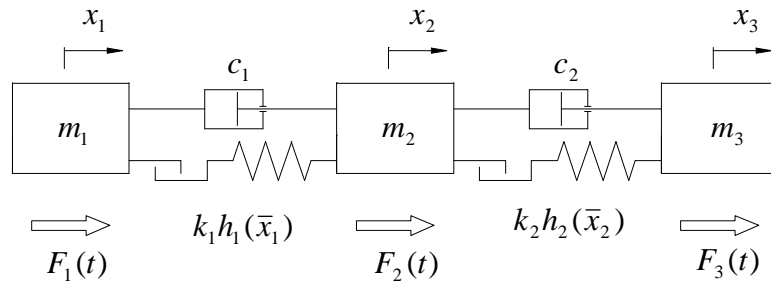 x₁ x₂ x₃
c₁ c₂
m₁ m₂ m₃
k₁h₁(x̄₁) k₂h₂(x̄₂)
F₁(t) F₂(t) F₃(t)